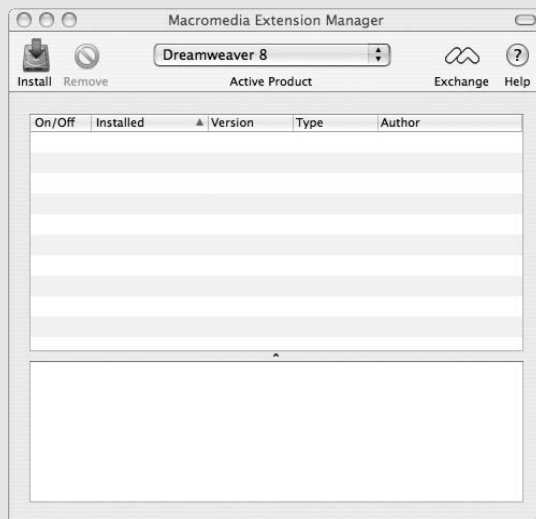 Macromedia Extension Manager
Dreamweaver 8
Install Remove Active Product Exchange ? Help
On/Off Installed Version Type Author